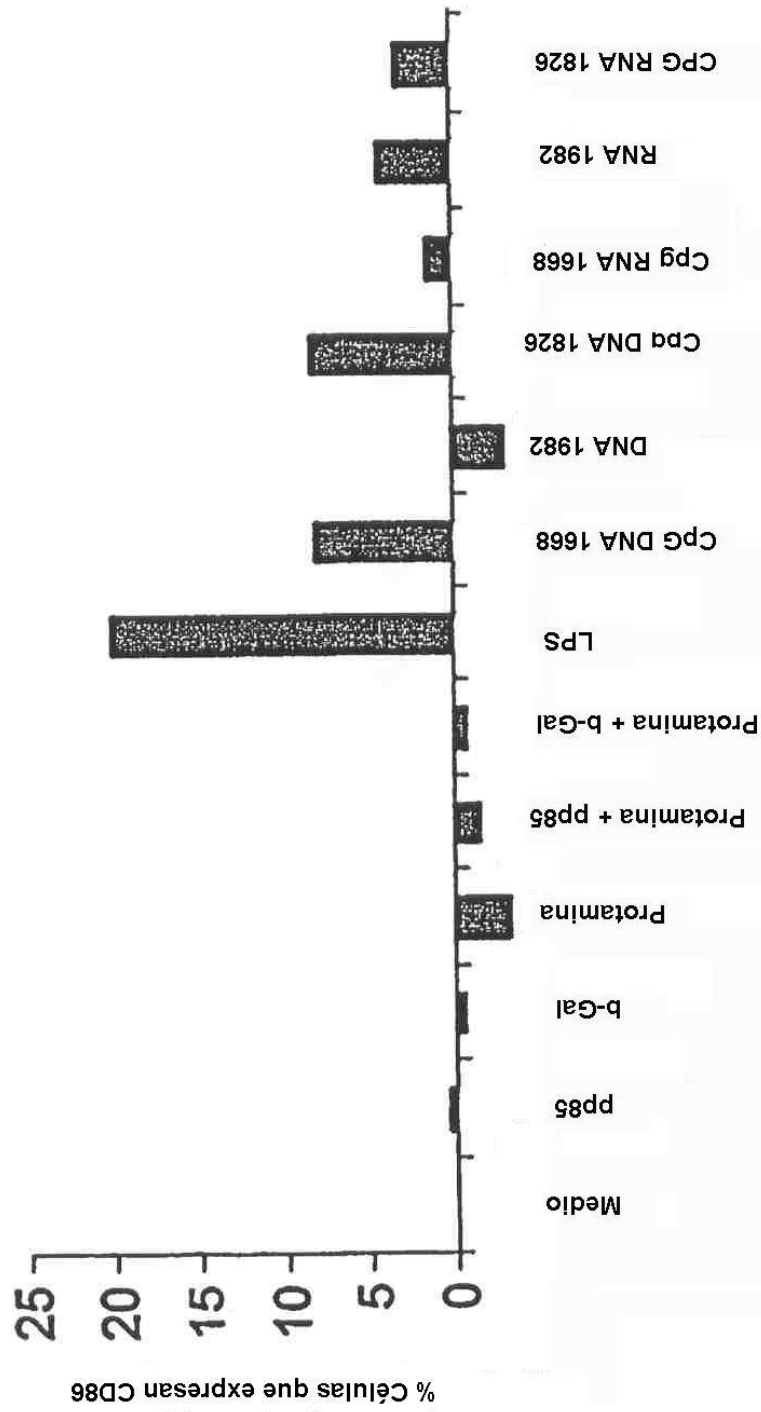 % Células que expresan CD86
25
20
15
10
5
0
Medio
pp85
b-Gal
Protamina
Protamina + pp85
Protamina + b-Gal
LPS
CpG DNA 1668
DNA 1982
Cpq DNA 1826
Cpg RNA 1668
RNA 1982
CPG RNA 1826